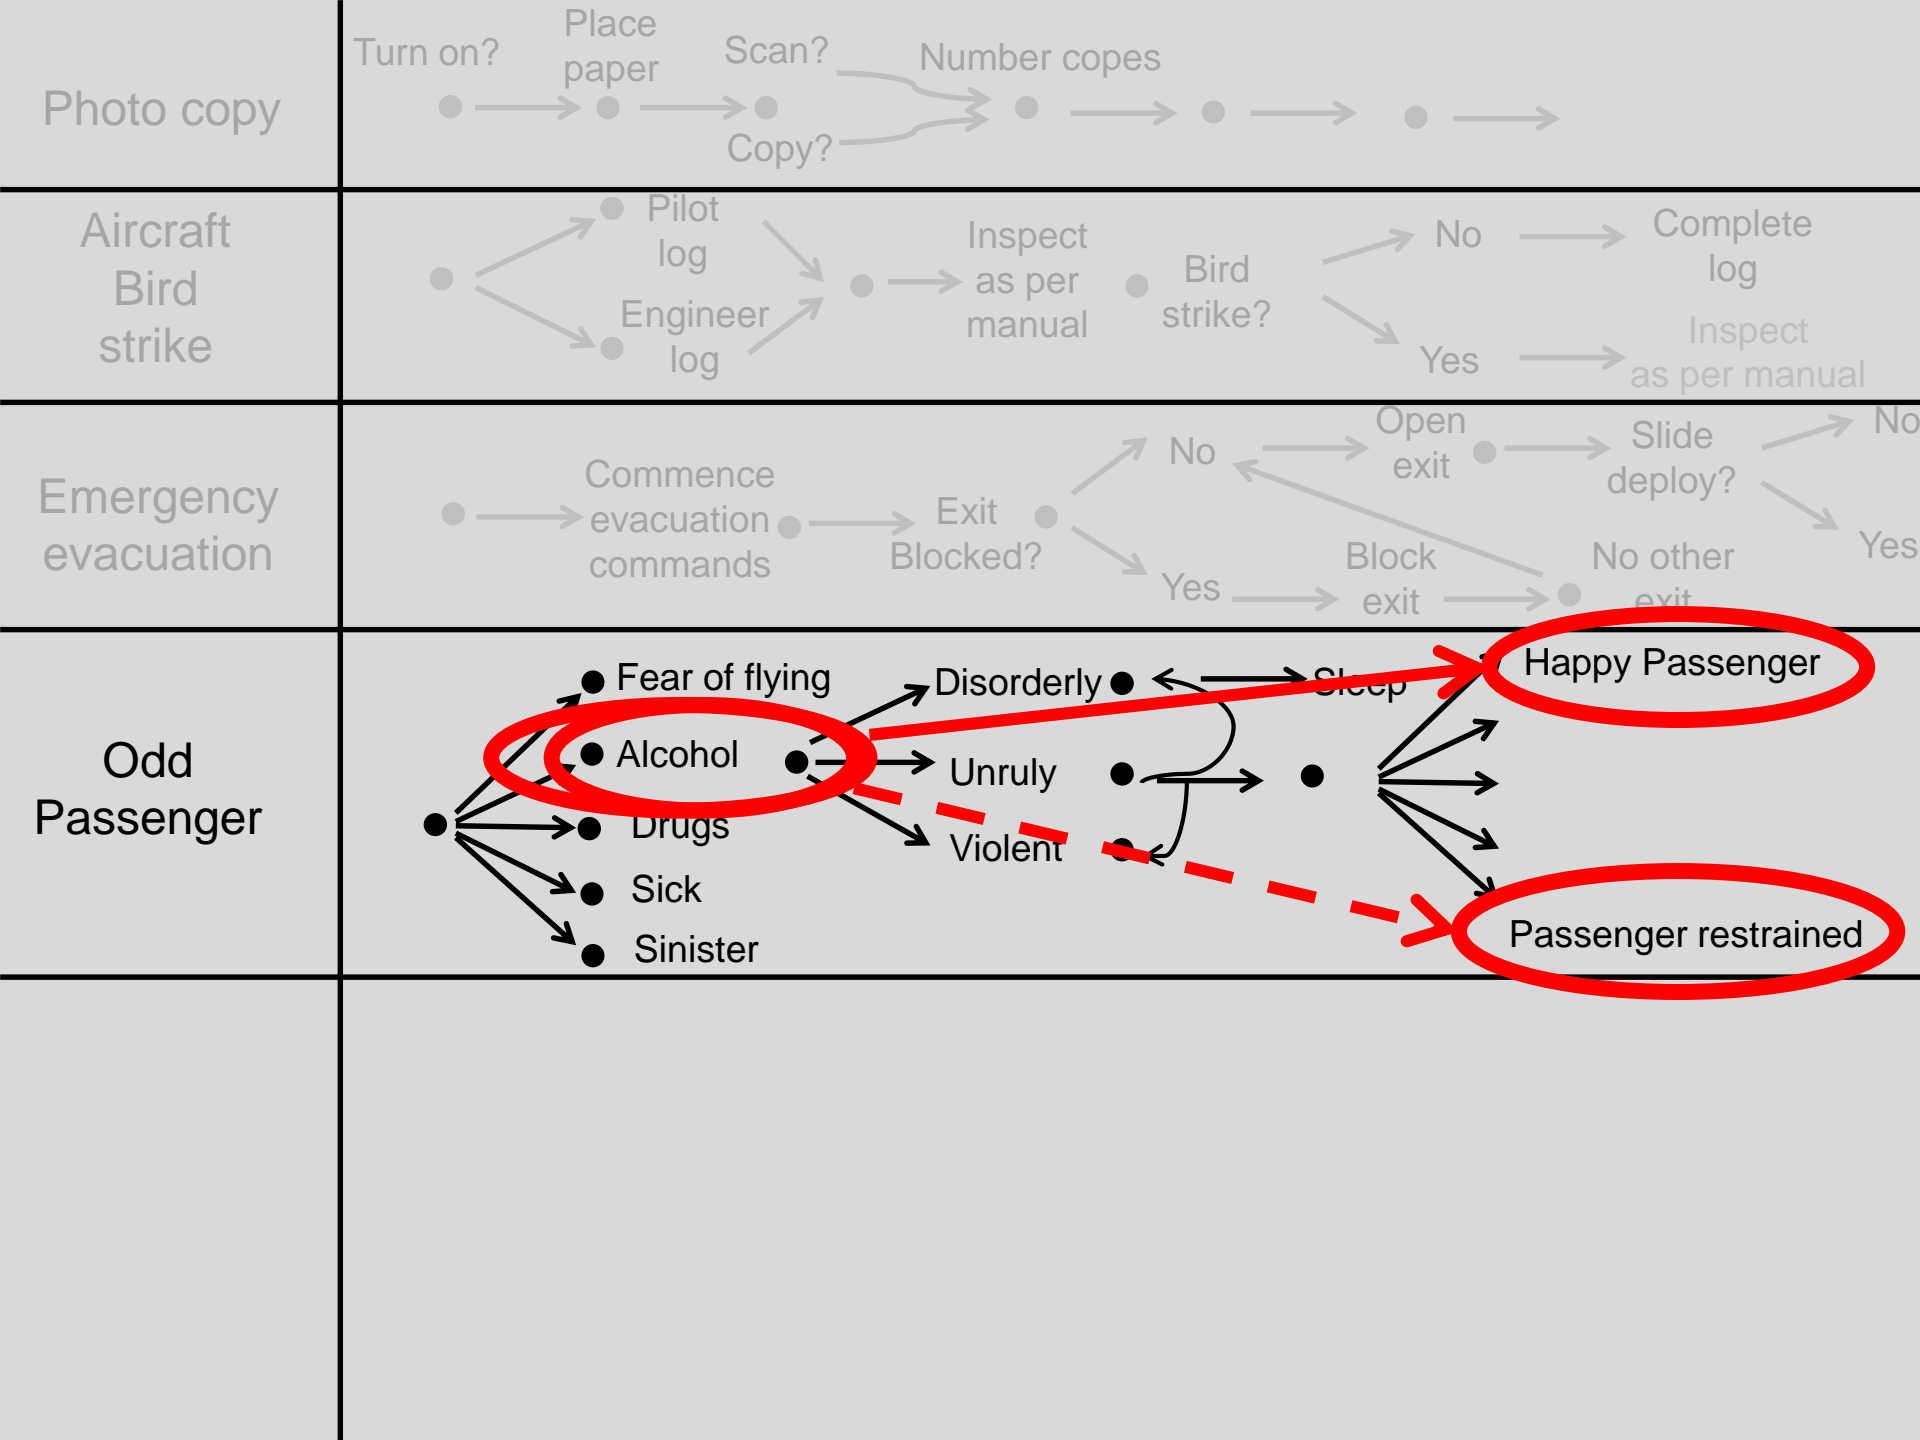 Photo copy
Turn on?
Place
paper
Scan?
Copy?
Number copes
Aircraft
Bird
strike
Pilot
log
Engineer
log
Inspect
as per
manual
Bird
strike?
No
Complete
log
Yes
Inspect
as per manual
Emergency
evacuation
Commence
evacuation
commands
Exit
Blocked?
No
Open
exit
Slide
deploy?
No
Yes
Yes
Block
exit
No other
exit
Odd
Passenger
Fear of flying
Alcohol
Drugs
Sick
Sinister
Disorderly
Unruly
Violent
Sleep
Happy Passenger
Passenger restrained